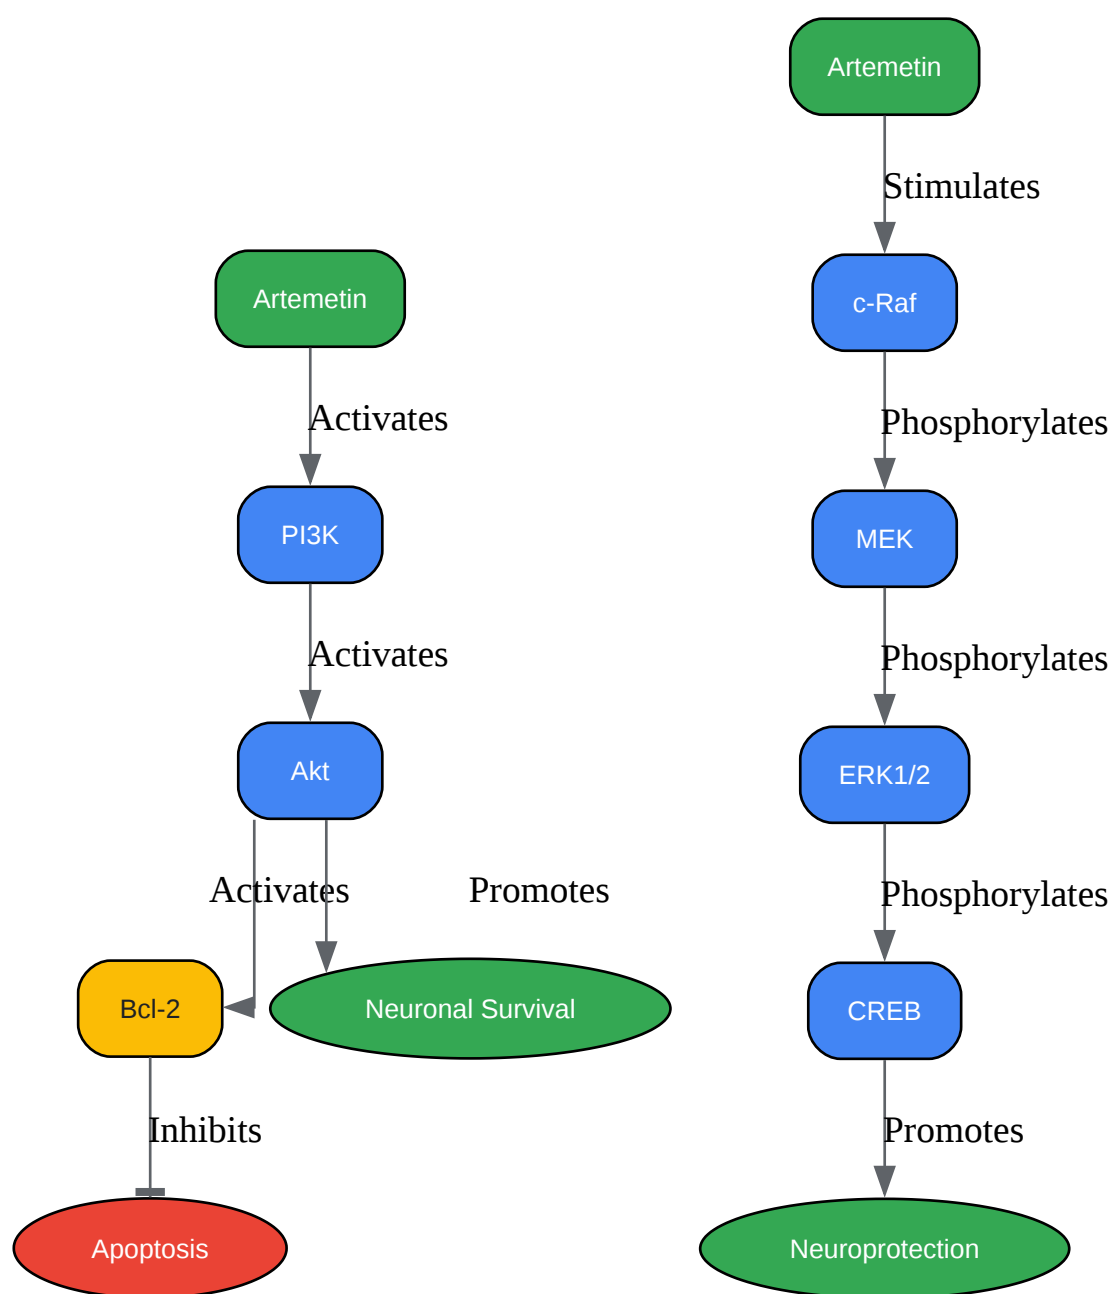 Artemetin
Stimulates
c-Raf
Phosphorylates
MEK
Phosphorylates
ERK1/2
Phosphorylates
CREB
Promotes
Neuroprotection
Artemetin
Activates
PI3K
Activates
Akt
Activates
Promotes
Bcl-2
Neuronal Survival
Inhibits
Apoptosis